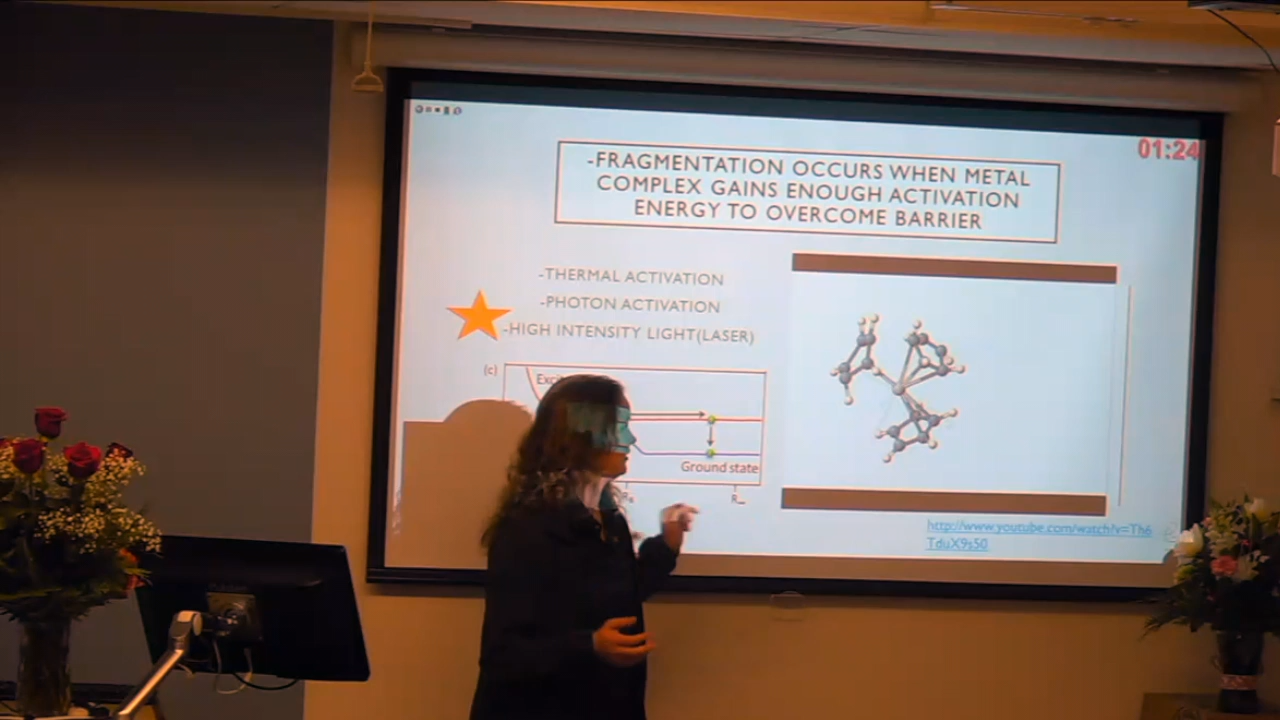 01:24
-FRAGMENTATION OCCURS WHEN METAL
COMPLEX GAINS ENOUGH ACTIVATION
ENERGY TO OVERCOME BARRIER
-THERMAL ACTIVATION
-PHOTON ACTIVATION
-HIGH INTENSITY LIGHT(LASER)
(c)
Ground state
http://www.youtube.com/watch?v=Th6
TduX9s50